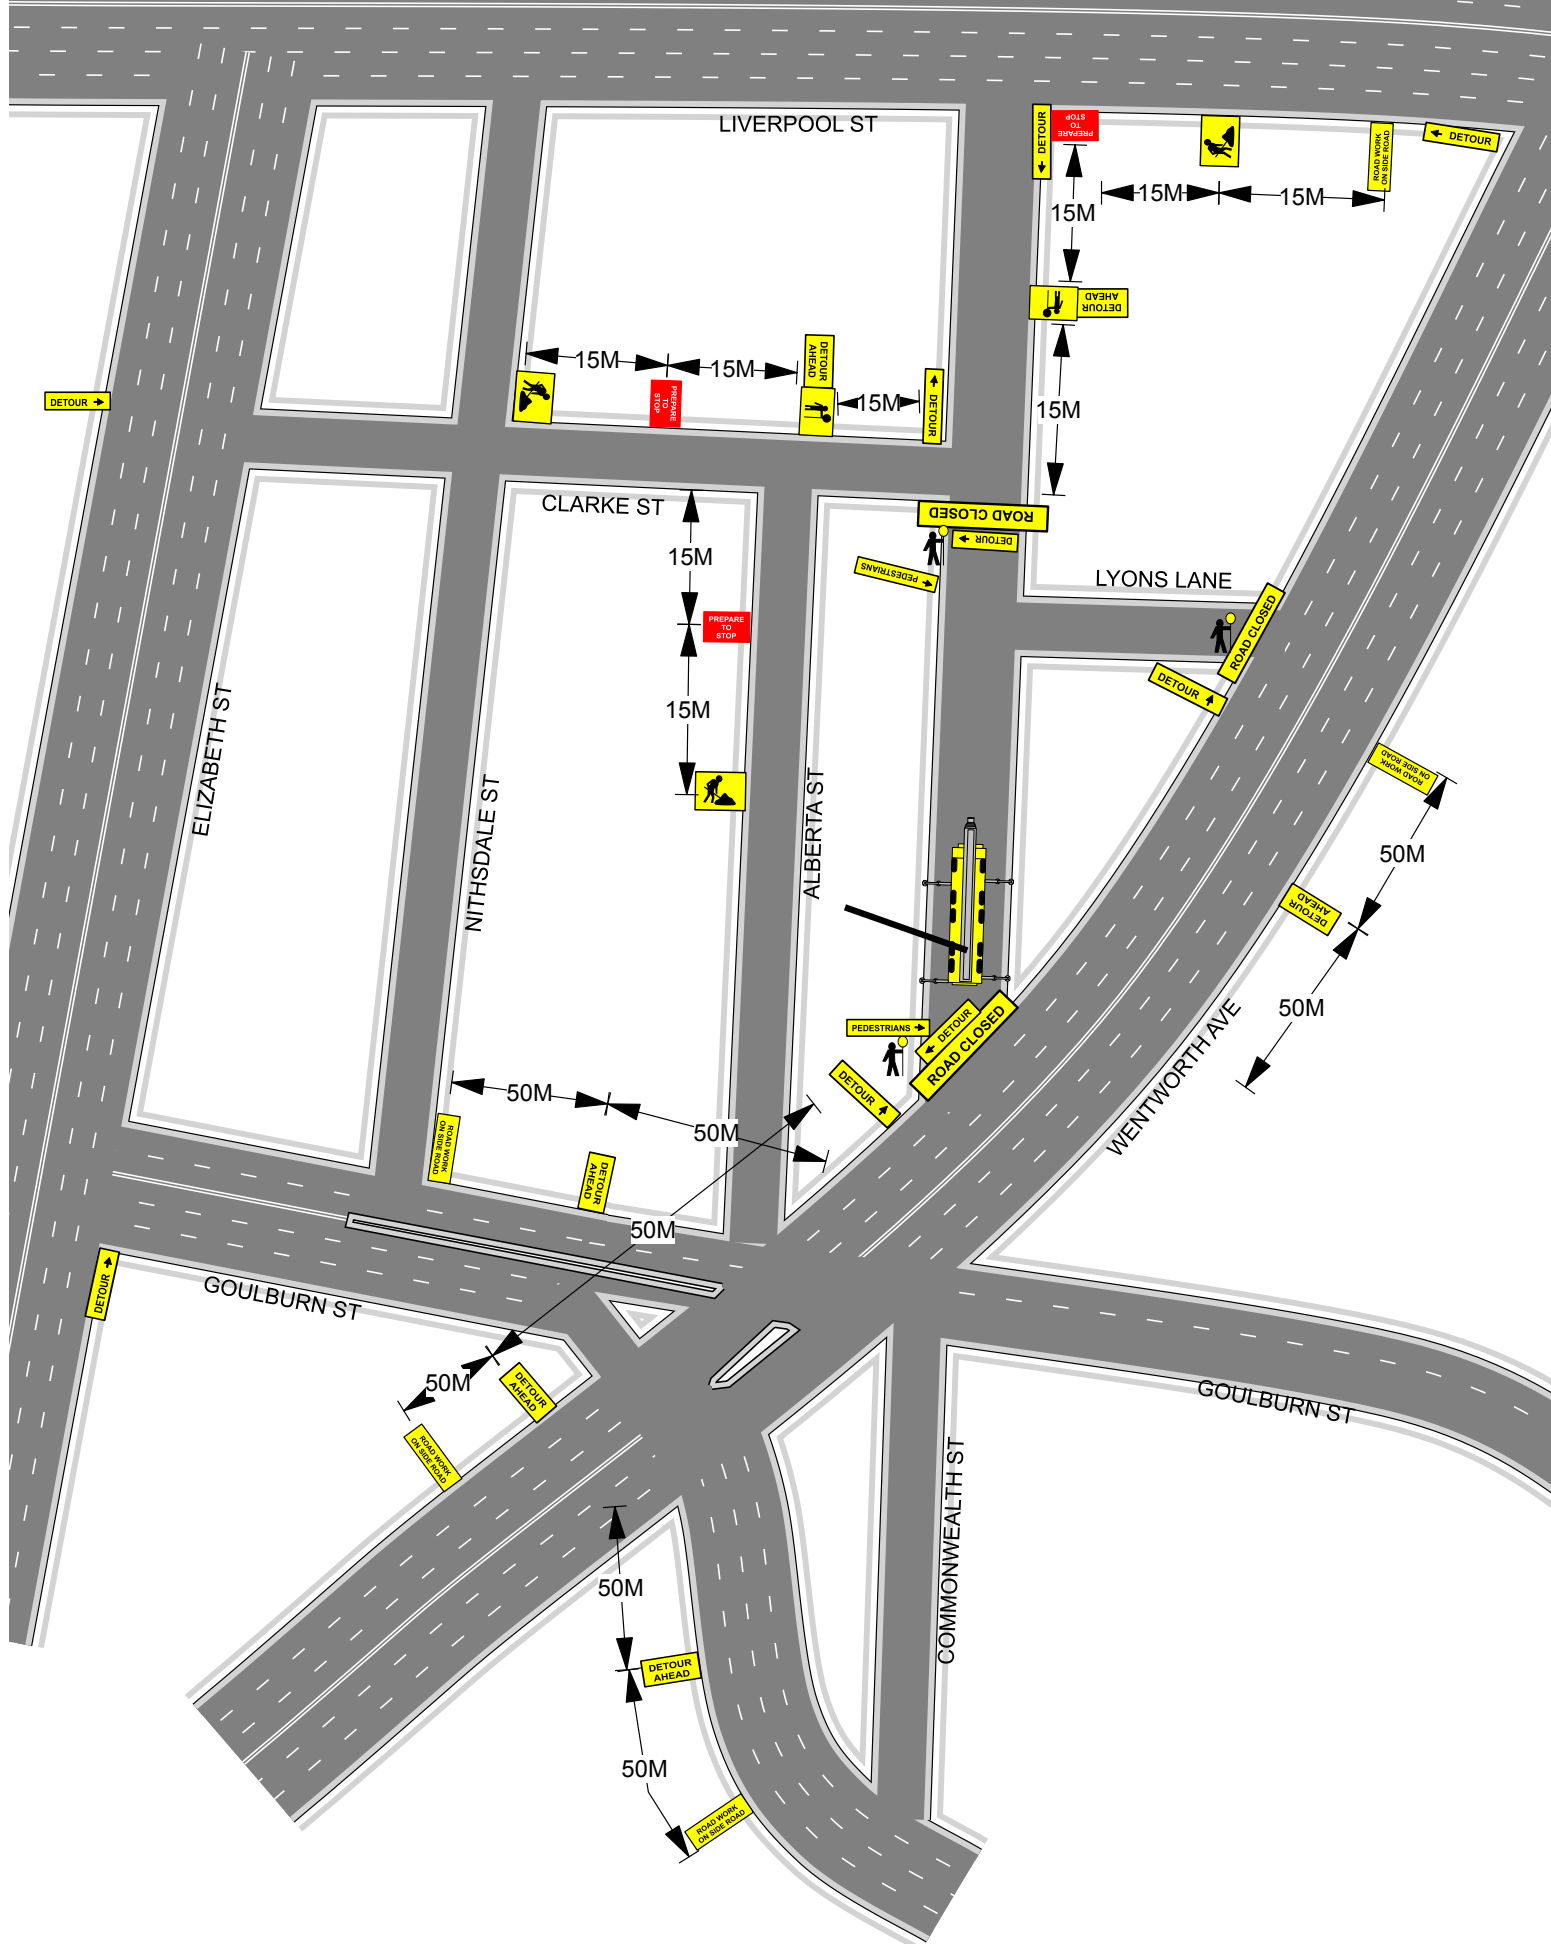 LIVERPOOL ST
DETOUR
PREPARE
TO
STOP
ROAD WORK
ON SIDE ROAD
DETOUR
15M
15M
15M
DETOUR
AHEAD
15M
15M
15M
DETOUR
AHEAD
PREPARE
TO
STOP
15M
DETOUR
DETOUR
CLARKE ST
ROAD CLOSED
DETOUR
PEDESTRIANS
15M
PREPARE
TO
STOP
15M
LYONS LANE
ROAD CLOSED
DETOUR
ELIZABETH ST
NITHSDALE ST
ALBERTA ST
ROAD WORK
ON SIDE ROAD
50M
DETOUR
AHEAD
50M
WENTWORTH AVE
PEDESTRIANS
DETOUR
ROAD CLOSED
DETOUR
50M
50M
ROAD WORK
ON SIDE ROAD
DETOUR
AHEAD
50M
DETOUR
GOULBURN ST
50M
DETOUR
AHEAD
ROAD WORK
ON SIDE ROAD
GOULBURN ST
COMMONWEALTH ST
50M
DETOUR
AHEAD
50M
ROAD WORK
ON SIDE ROAD